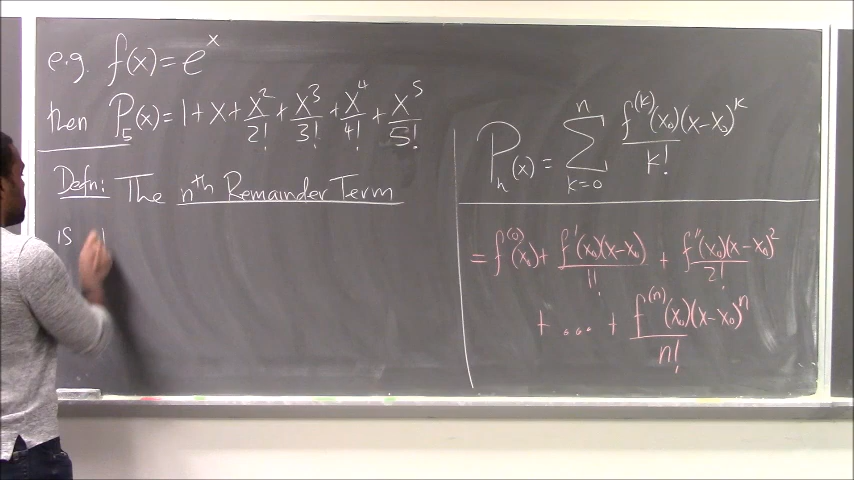 e.g. f(x) = e^x
then P_5(x) = 1 + x + x^2/2! + x^3/3! + x^4/4! + x^5/5!
Defn: The nth Remainder Term
is
P_n(x) = Σ_{k=0}^{n} f^(k)(x_0)(x-x_0)^k / k!
= f^(0)(x_0) + f'(x_0)(x-x_0)/1! + f''(x_0)(x-x_0)^2/2!
+ ... + f^(n)(x_0)(x-x_0)^n / n!